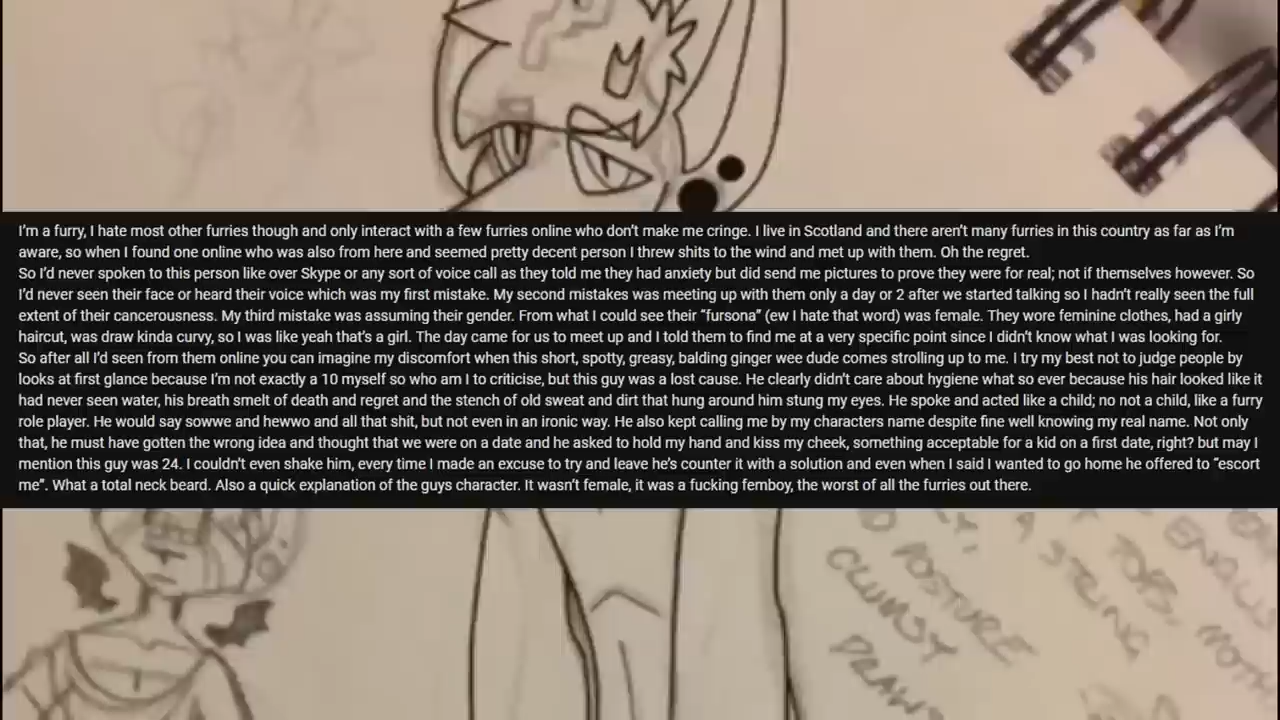 I'm a furry, I hate most other furries though and only interact with a few furries online who don't make me cringe. I live in Scotland and there aren't many furries in this country as far as I'm
aware, so when I found one online who was also from here and seemed pretty decent person I threw shits to the wind and met up with them. Oh the regret.
So I'd never spoken to this person like over Skype or any sort of voice call as they told me they had anxiety but did send me pictures to prove they were for real; not if themselves however. So
I'd never seen their face or heard their voice which was my first mistake. My second mistakes was meeting up with them only a day or 2 after we started talking so I hadn't really seen the full
extent of their cancerousness. My third mistake was assuming their gender. From what I could see their "fursona" (ew I hate that word) was female. They wore feminine clothes, had a girly
haircut, was draw kinda curvy, so I was like yeah that's a girl. The day came for us to meet up and I told them to find me at a very specific point since I didn't know what I was looking for.
So after all I'd seen from them online you can imagine my discomfort when this short, spotty, greasy, balding ginger wee dude comes strolling up to me. I try my best not to judge people by
looks at first glance because I'm not exactly a 10 myself so who am I to criticise, but this guy was a lost cause. He clearly didn't care about hygiene what so ever because his hair looked like it
had never seen water, his breath smelt of death and regret and the stench of old sweat and dirt that hung around him stung my eyes. He spoke and acted like a child; no not a child, like a furry
role player. He would say sowwe and hewwo and all that shit, but not even in an ironic way. He also kept calling me by my characters name despite fine well knowing my real name. Not only
that, he must have gotten the wrong idea and thought that we were on a date and he asked to hold my hand and kiss my cheek, something acceptable for a kid on a first date, right? but may I
mention this guy was 24. I couldn't even shake him, every time I made an excuse to try and leave he's counter it with a solution and even when I said I wanted to go home he offered to "escort
me". What a total neck beard. Also a quick explanation of the guys character. It wasn't female, it was a fucking femboy, the worst of all the furries out there.
POSTURE
CLUMSY
DRAWS
A STRING
TOBS,